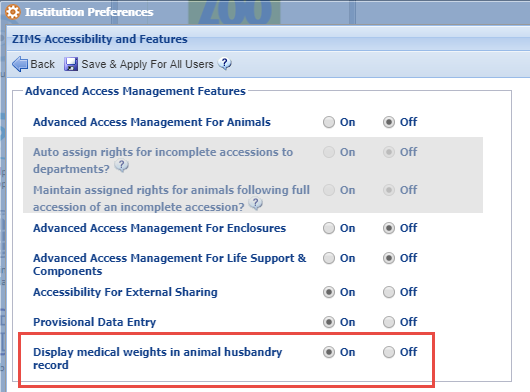 ZOO
Institution Preferences
ZIMS Accessibility and Features
Back Save & Apply For All Users ?
Advanced Access Management Features
Advanced Access Management For Animals On Off
Auto assign rights for incomplete accessions to On Off
departments? ?
Maintain assigned rights for animals following full On Off
accession of an incomplete accession? ?
Advanced Access Management For Enclosures On Off
Advanced Access Management For Life Support & On Off
Components
Accessibility For External Sharing On Off
Provisional Data Entry On Off
Display medical weights in animal husbandry On Off
record